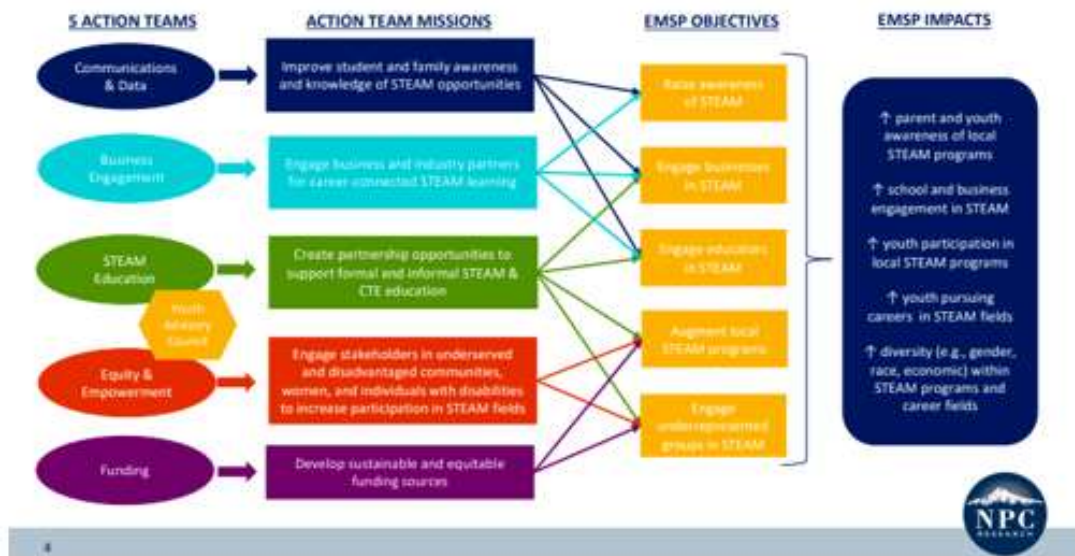 5 ACTION TEAMS
ACTION TEAM MISSIONS
EMSP OBJECTIVES
EMSP IMPACTS
Communications
& Data
Improve student and family awareness
and knowledge of STEAM opportunities
Raise awareness
of STEAM
Business
Engagement
Engage business and industry partners
for career-connected STEAM learning
Engage businesses
in STEAM
STEAM
Education
Create partnership opportunities to
support formal and informal STEAM &
CTE education
Engage educators
in STEAM
Youth
Advisory
Council
Equity &
Empowerment
Engage stakeholders in underserved
and disadvantaged communities,
women, and individuals with disabilities
to increase participation in STEAM fields
Augment local
STEAM programs
Funding
Develop sustainable and equitable
funding sources
Engage
underrepresented
groups in STEAM
↑ parent and youth
awareness of local
STEAM programs
↑ school and business
engagement in STEAM
↑ youth participation in
local STEAM programs
↑ youth pursuing
careers in STEAM fields
↑ diversity (e.g., gender,
race, economic) within
STEAM programs and
career fields
4
NPC
RESEARCH